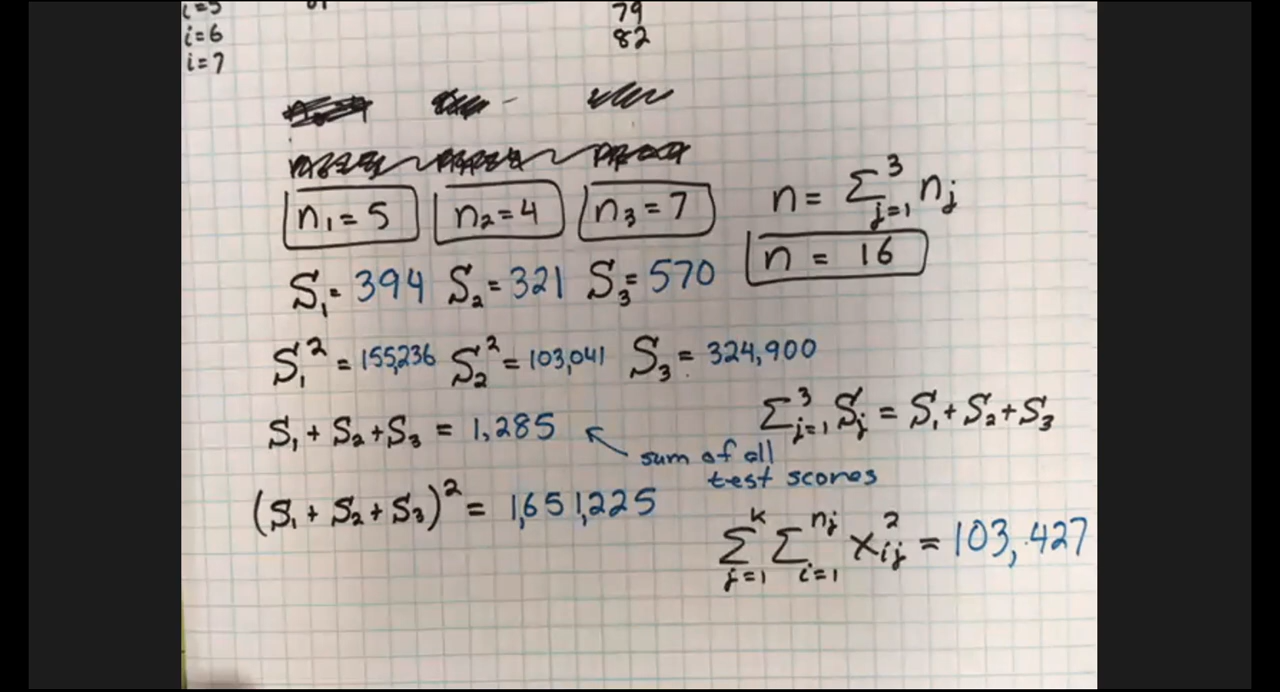 i=5
79
i=6
82
i=7
n₁=5 n₂=4 n₃=7
n= Σ³ⱼ₌₁ nⱼ
n = 16
S₁= 394 S₂=321 S₃=570
S₁²=155,236 S₂²=103,041 S₃=324,900
Σ³ⱼ₌₁ Sⱼ = S₁+S₂+S₃
S₁+S₂+S₃ = 1,285
sum of all
test scores
(S₁+S₂+S₃)²= 1,651,225
Σᵏⱼ₌₁ Σⁿʲᵢ₌₁ xᵢⱼ² = 103,427